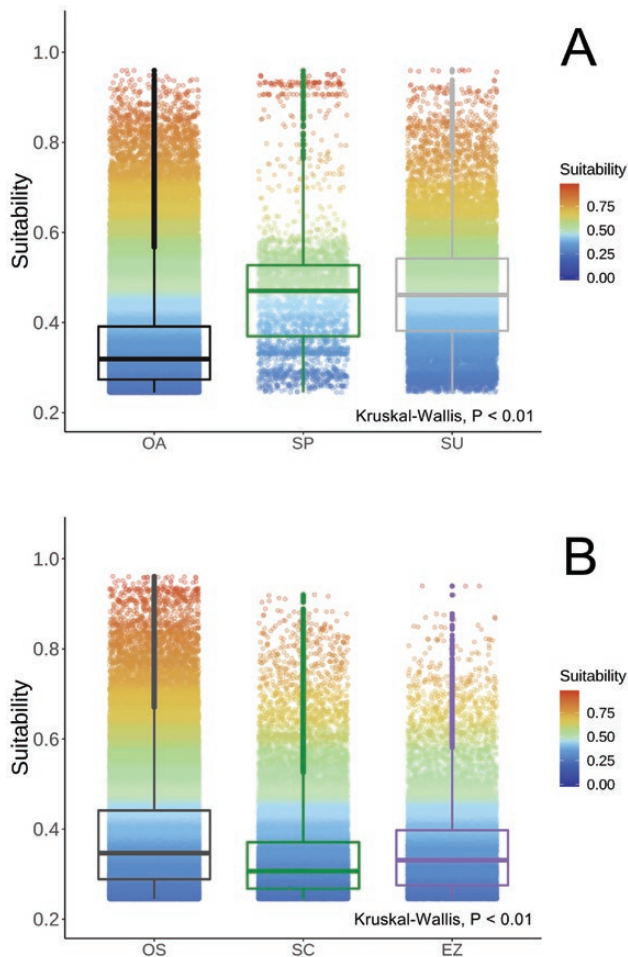 A
1.0
0.8
0.6
0.4
0.2
Suitability
Suitability
0.75
0.50
0.25
0.00
Kruskal-Wallis, P < 0.01
OA SP SU
B
1.0
0.8
0.6
0.4
0.2
Suitability
Suitability
0.75
0.50
0.25
0.00
Kruskal-Wallis, P < 0.01
OS SC EZ